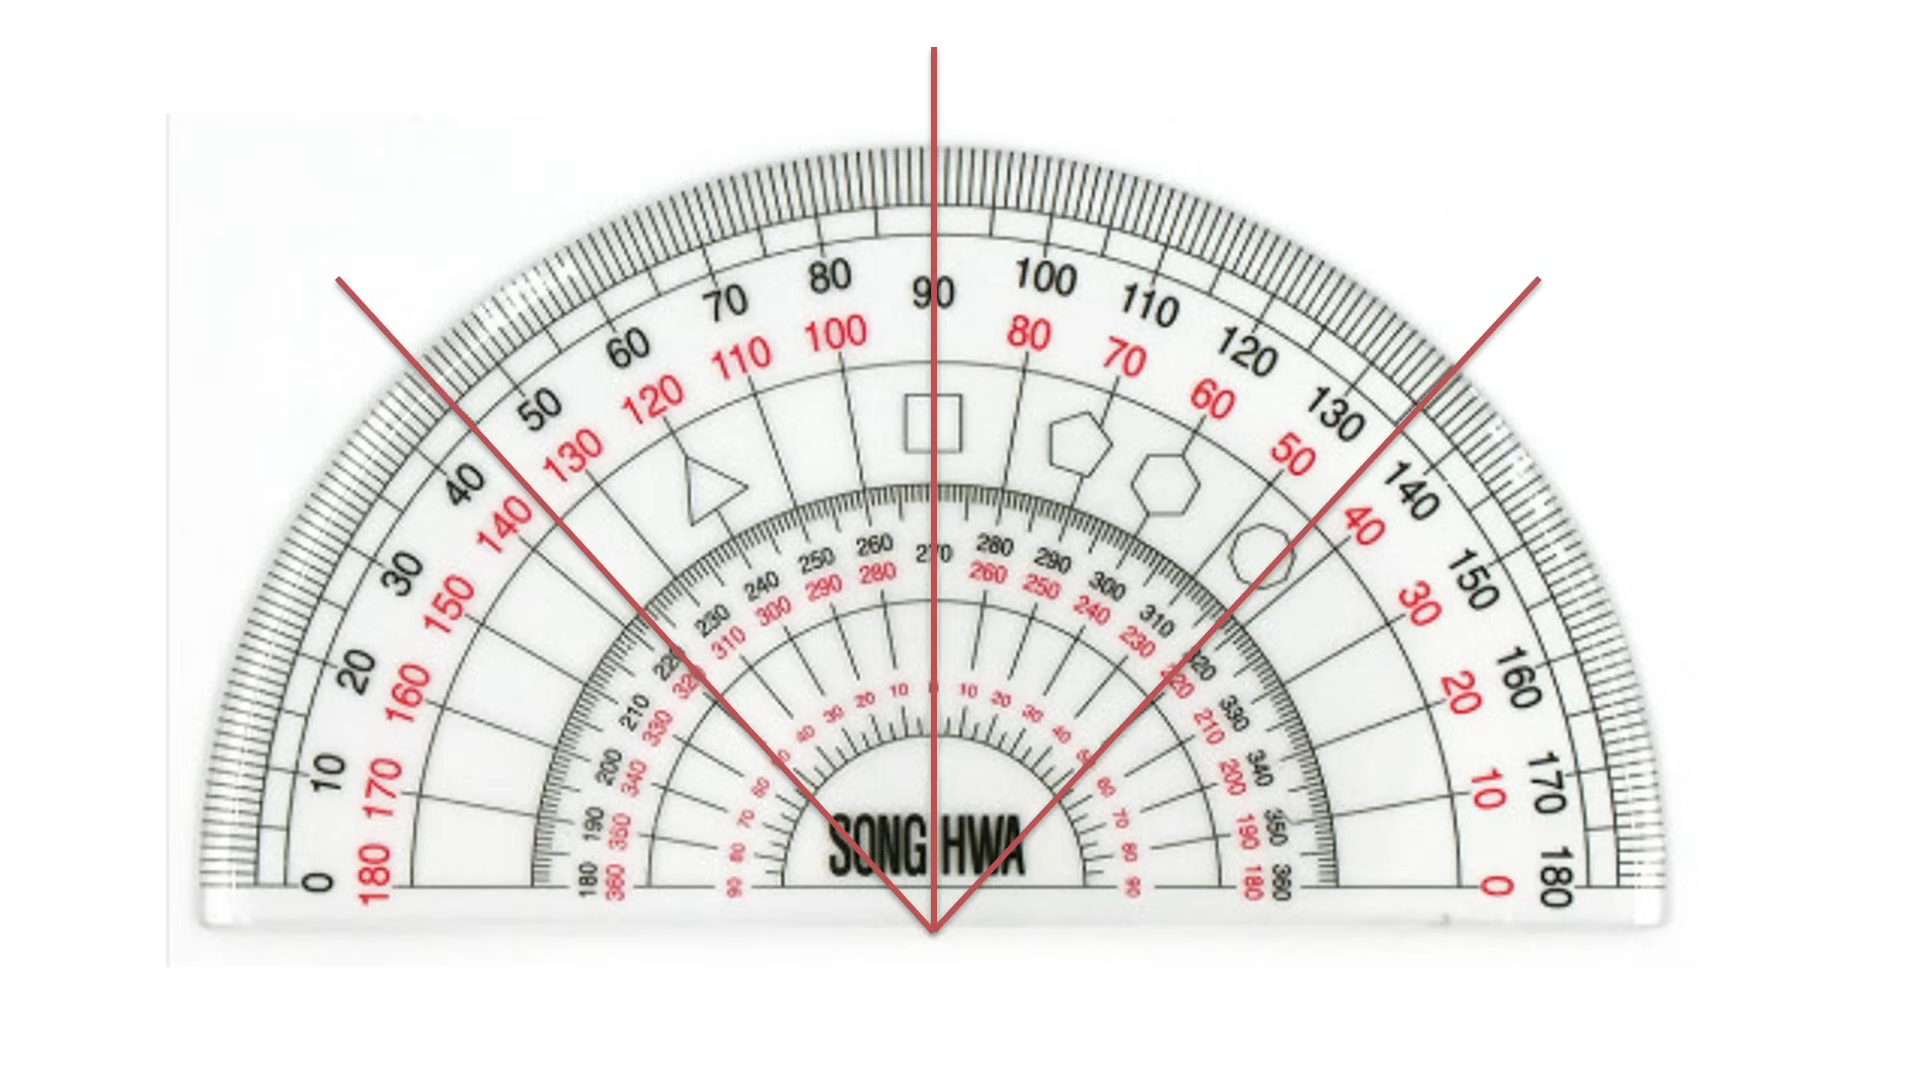 0 10 20 30 40 50 60 70 80 90 100 110 120 130 140 150 160 170 180
180 170 160 150 140 130 120 110 100 80 70 60 50 40 30 20 10 0
180 190 200 210 220 230 240 250 260 270 280 290 300 310 320 330 340 350 360
360 350 340 330 320 310 300 290 280 260 250 240 230 220 210 200 190 180
90 80 70 60 50 40 30 20 10 0 10 20 30 40 50 60 70 80 90
SONG HWA